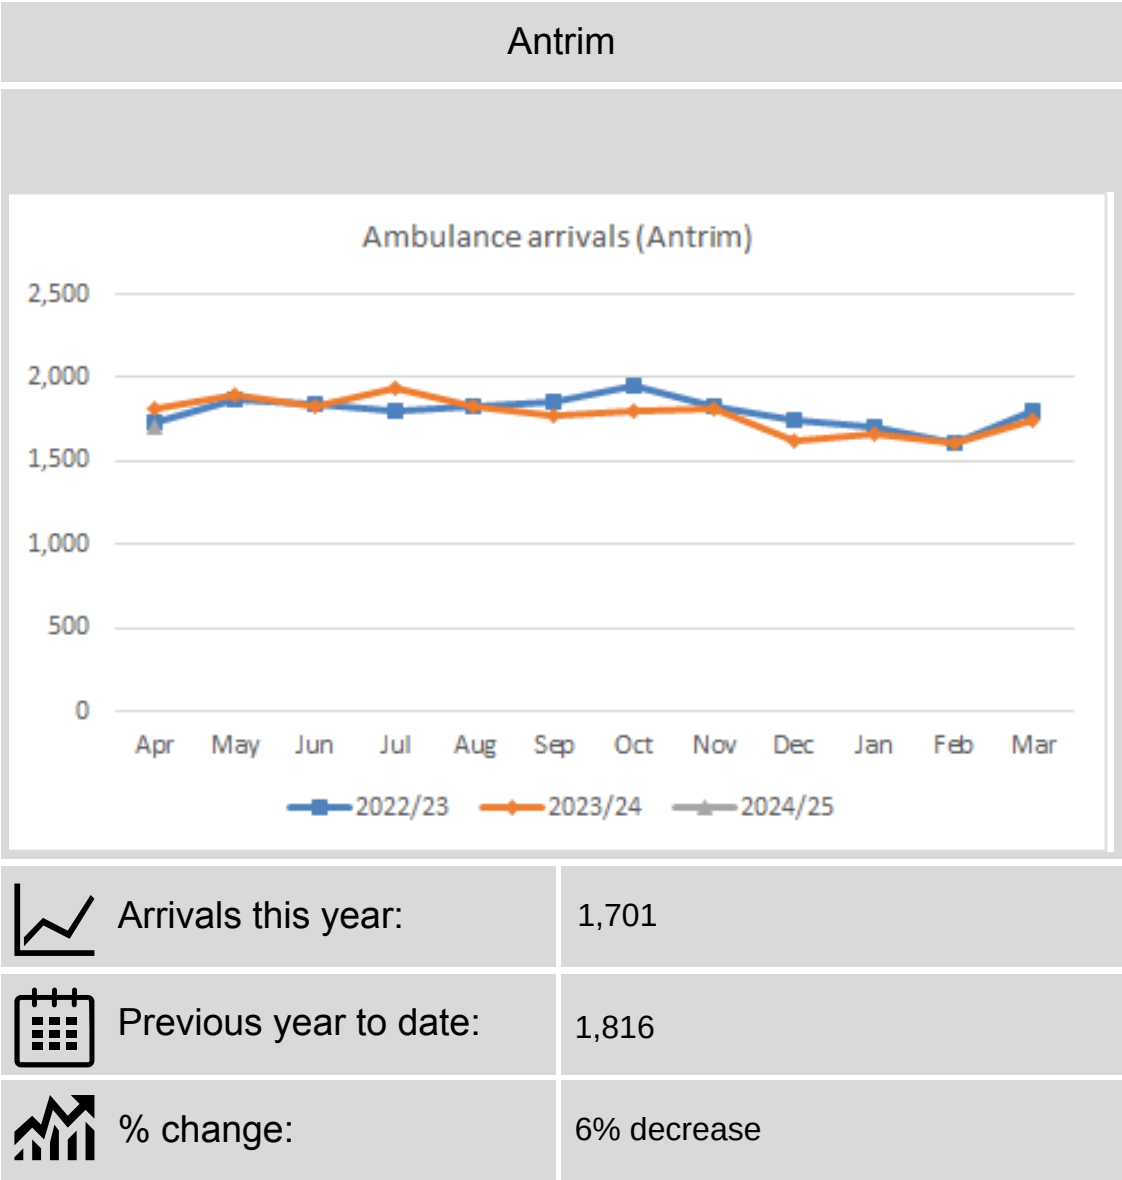 Antrim
Ambulance arrivals (Antrim)
2,500
2,000
1,500
1,000
500
0
Apr May Jun Jul Aug Sep Oct Nov Dec Jan Feb Mar
2022/23 2023/24 2024/25
Arrivals this year: 1,701
Previous year to date: 1,816
% change: 6% decrease